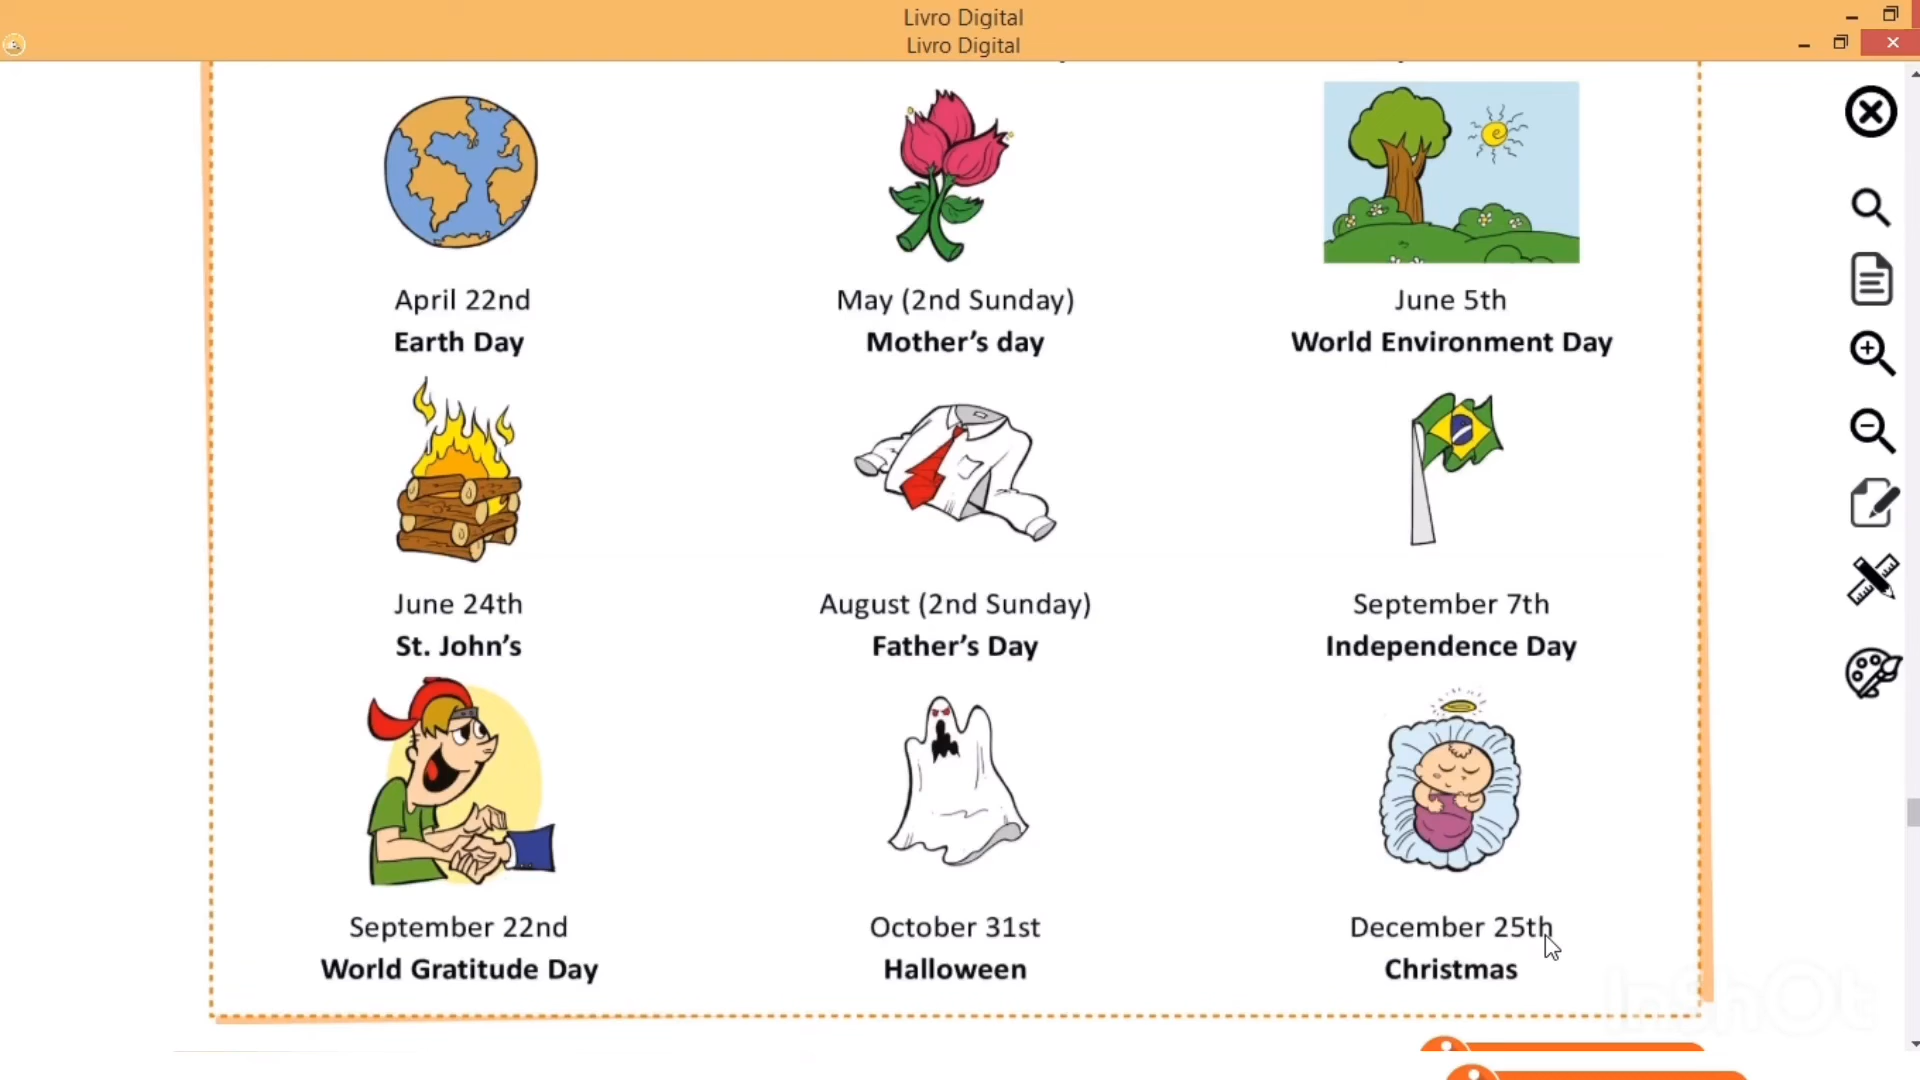 Livro Digital
Livro Digital
April 22nd
Earth Day
May (2nd Sunday)
Mother's day
June 5th
World Environment Day
June 24th
St. John's
August (2nd Sunday)
Father's Day
September 7th
Independence Day
September 22nd
World Gratitude Day
October 31st
Halloween
December 25th
Christmas
InShOt